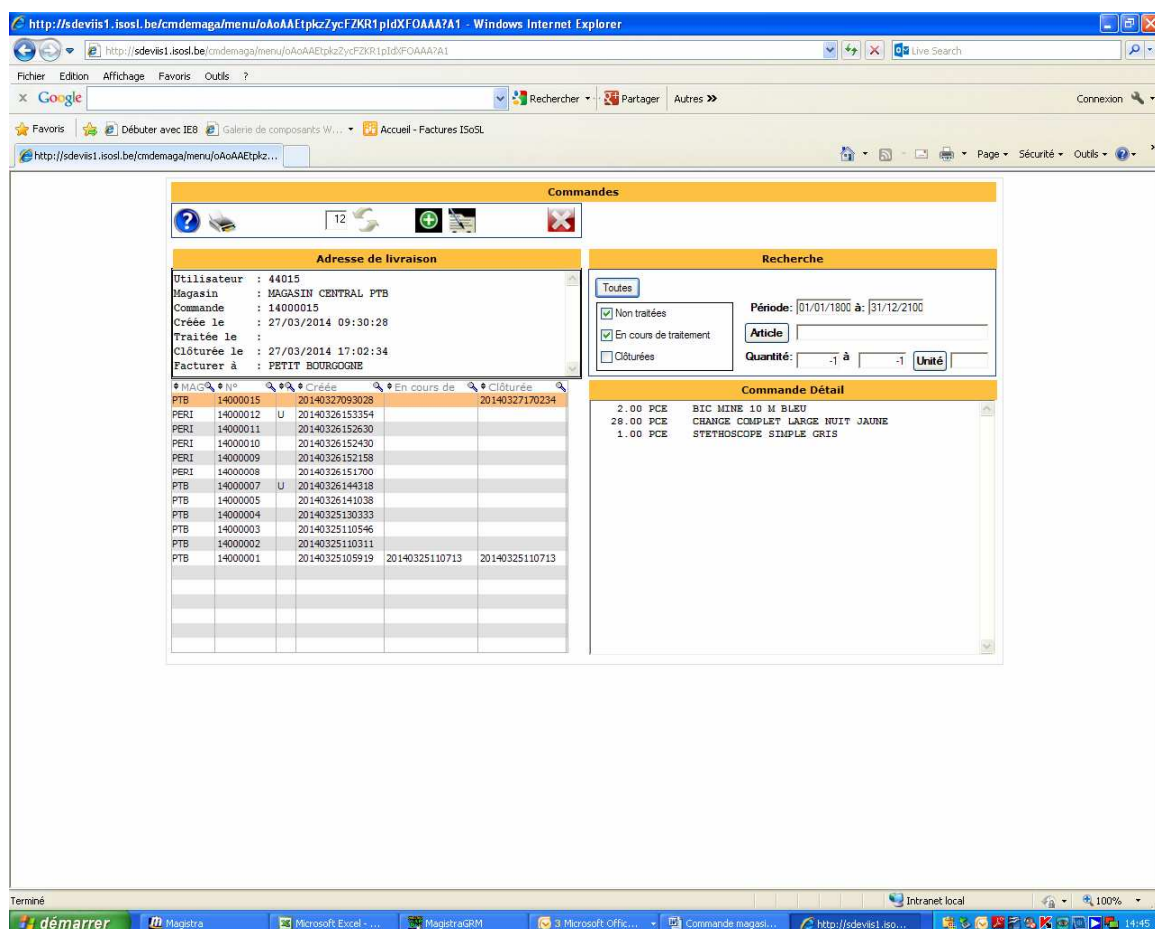 http://sdeviis1.isosl.be/cmdemaga/menu/oAoAAEtpkzZycFZKR1pIdXFOAAA?A1 - Windows Internet Explorer
http://sdeviis1.isosl.be/cmdemaga/menu/oAoAAEtpkzZycFZKR1pIdXFOAAA?A1
Live Search
Fichier Edition Affichage Favoris Outils ?
x Google Rechercher Partager Autres >> Connexion
Favoris Débuter avec IE8 Galerie de composants W... Accueil - Factures ISoSL
http://sdeviis1.isosl.be/cmdemaga/menu/oAoAAEtpkz... Page Sécurité Outils
Commandes
12
Adresse de livraison
Utilisateur : 44015
Magasin : MAGASIN CENTRAL PTB
Commande : 14000015
Créée le : 27/03/2014 09:30:28
Traitée le :
Clôturée le : 27/03/2014 17:02:34
Facturer à : PETIT BOURGOGNE
Recherche
Toutes
Non traitées
En cours de traitement
Clôturées
Période: 01/01/1800 à: 31/12/2100
Article
Quantité: -1 à -1 Unité
MAG N° Créée En cours de Clôturée
PTB 14000015 20140327093028 20140327170234
PERI 14000012 U 20140326153354
PERI 14000011 20140326152630
PERI 14000010 20140326152430
PERI 14000009 20140326152158
PERI 14000008 20140326151700
PTB 14000007 U 20140326144318
PTB 14000005 20140326141038
PTB 14000004 20140325130333
PTB 14000003 20140325110546
PTB 14000002 20140325110311
PTB 14000001 20140325105919 20140325110713 20140325110713
Commande Détail
2.00 PCE BIC MINE 10 M BLEU
28.00 PCE CHANGE COMPLET LARGE NUIT JAUNE
1.00 PCE STETHOSCOPE SIMPLE GRIS
Terminé Intranet local 100%
démarrer Magistra Microsoft Excel - ... MagistraGRM 3 Microsoft Offic... Commande magasi... http://sdeviis1.iso... 14:45